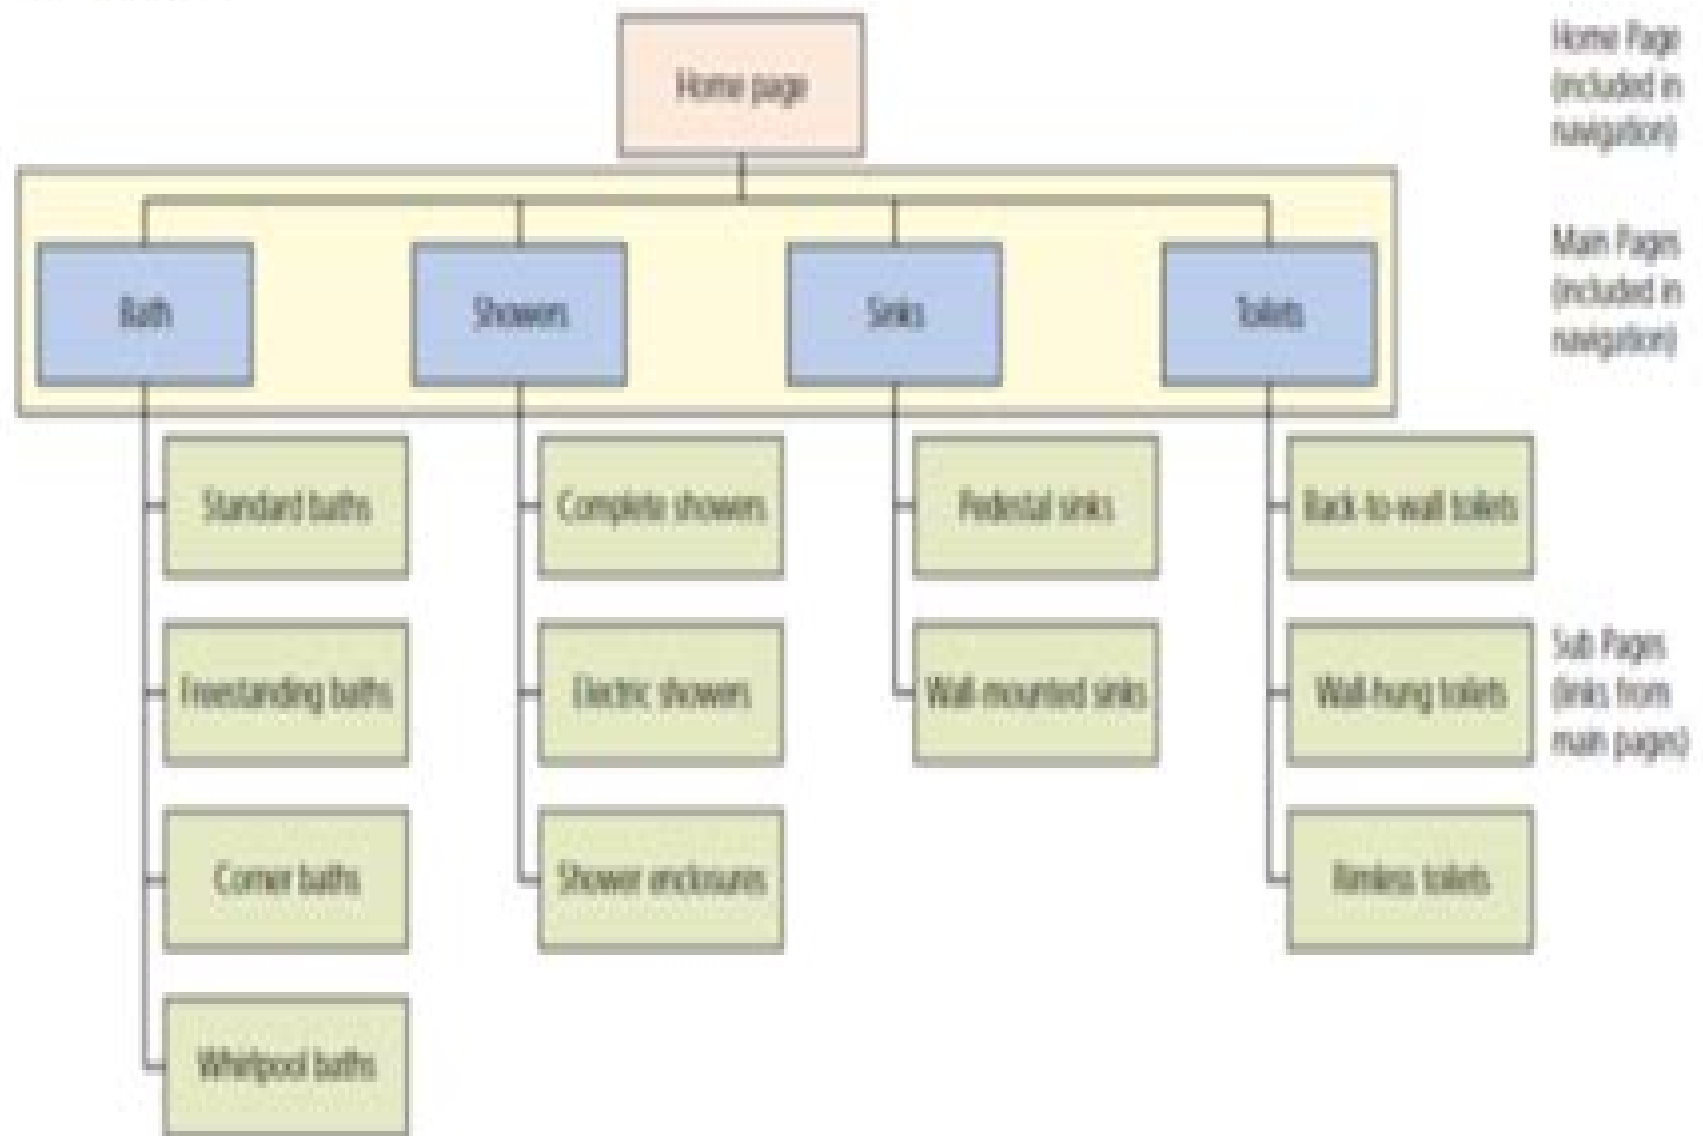 Home page
Home Page
(included in
navigation)
Bath
Showers
Sinks
Toilets
Main Pages
(included in
navigation)
Standard baths
Complete showers
Pedestal sinks
Back-to-wall toilets
Freestanding baths
Electric showers
Wall-mounted sinks
Wall-hung toilets
Sub Pages
(links from
main pages)
Corner baths
Shower enclosures
Rimless toilets
Whirlpool baths